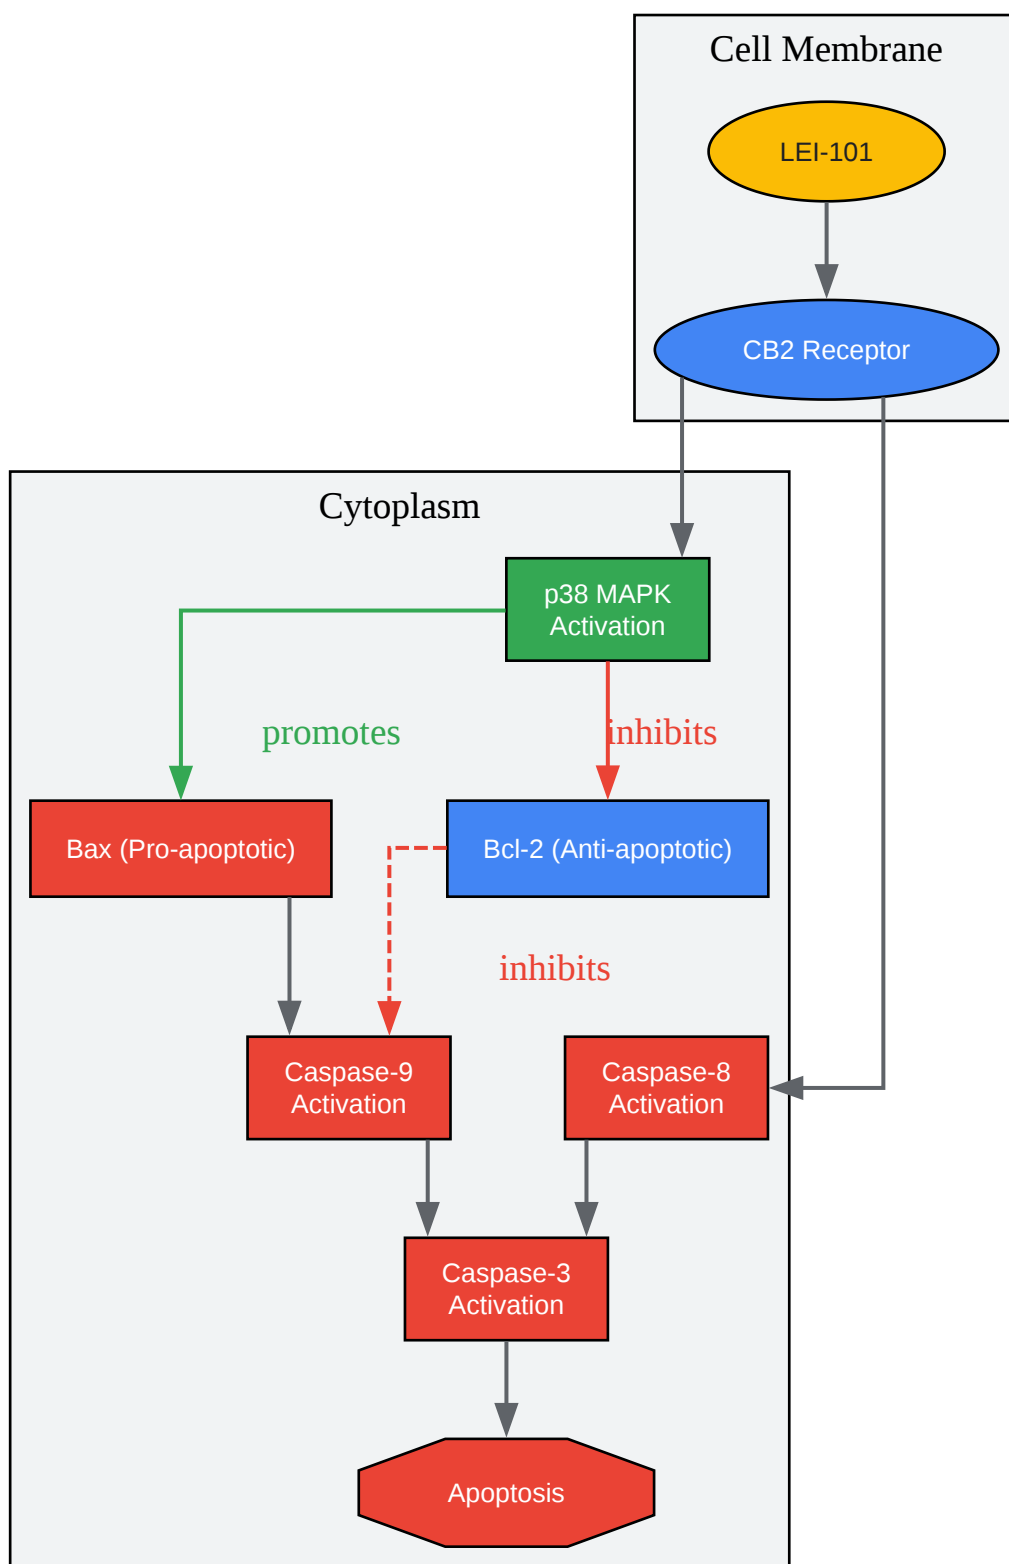 Cell Membrane
LEI-101
CB2 Receptor
Cytoplasm
p38 MAPK
Activation
promotes
inhibits
Bax (Pro-apoptotic)
Bcl-2 (Anti-apoptotic)
inhibits
Caspase-9
Activation
Caspase-8
Activation
Caspase-3
Activation
Apoptosis